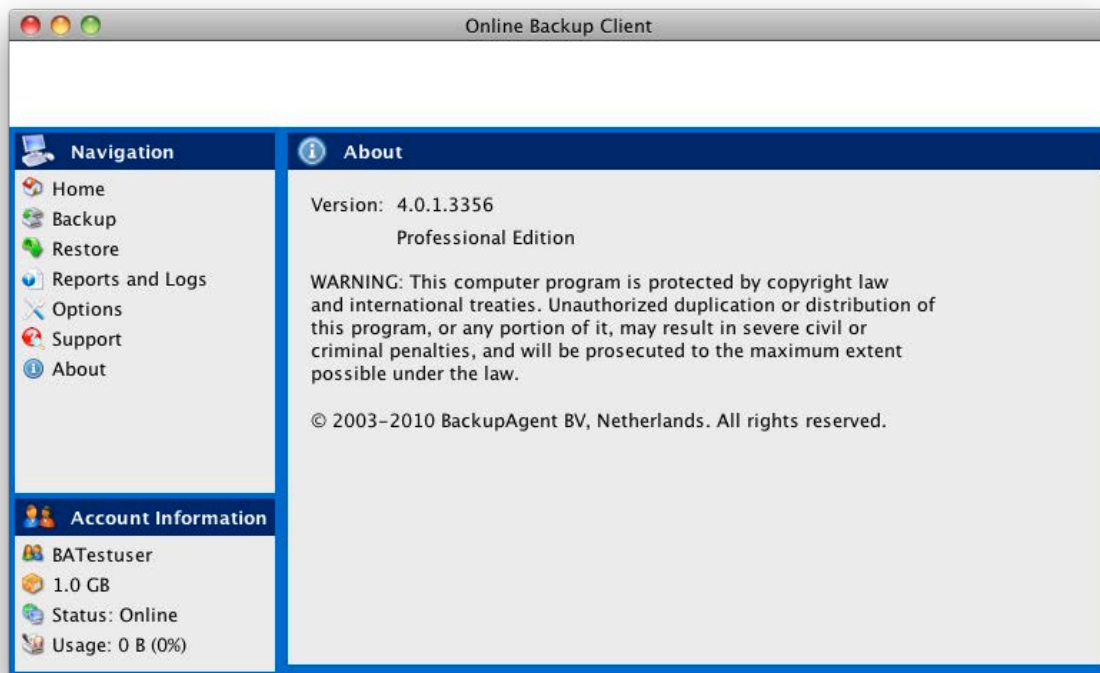 Online Backup Client
Navigation
Home
Backup
Restore
Reports and Logs
Options
Support
About
Account Information
BATestuser
1.0 GB
Status: Online
Usage: 0 B (0%)
About
Version: 4.0.1.3356
Professional Edition
WARNING: This computer program is protected by copyright law
and international treaties. Unauthorized duplication or distribution of
this program, or any portion of it, may result in severe civil or
criminal penalties, and will be prosecuted to the maximum extent
possible under the law.
© 2003-2010 BackupAgent BV, Netherlands. All rights reserved.